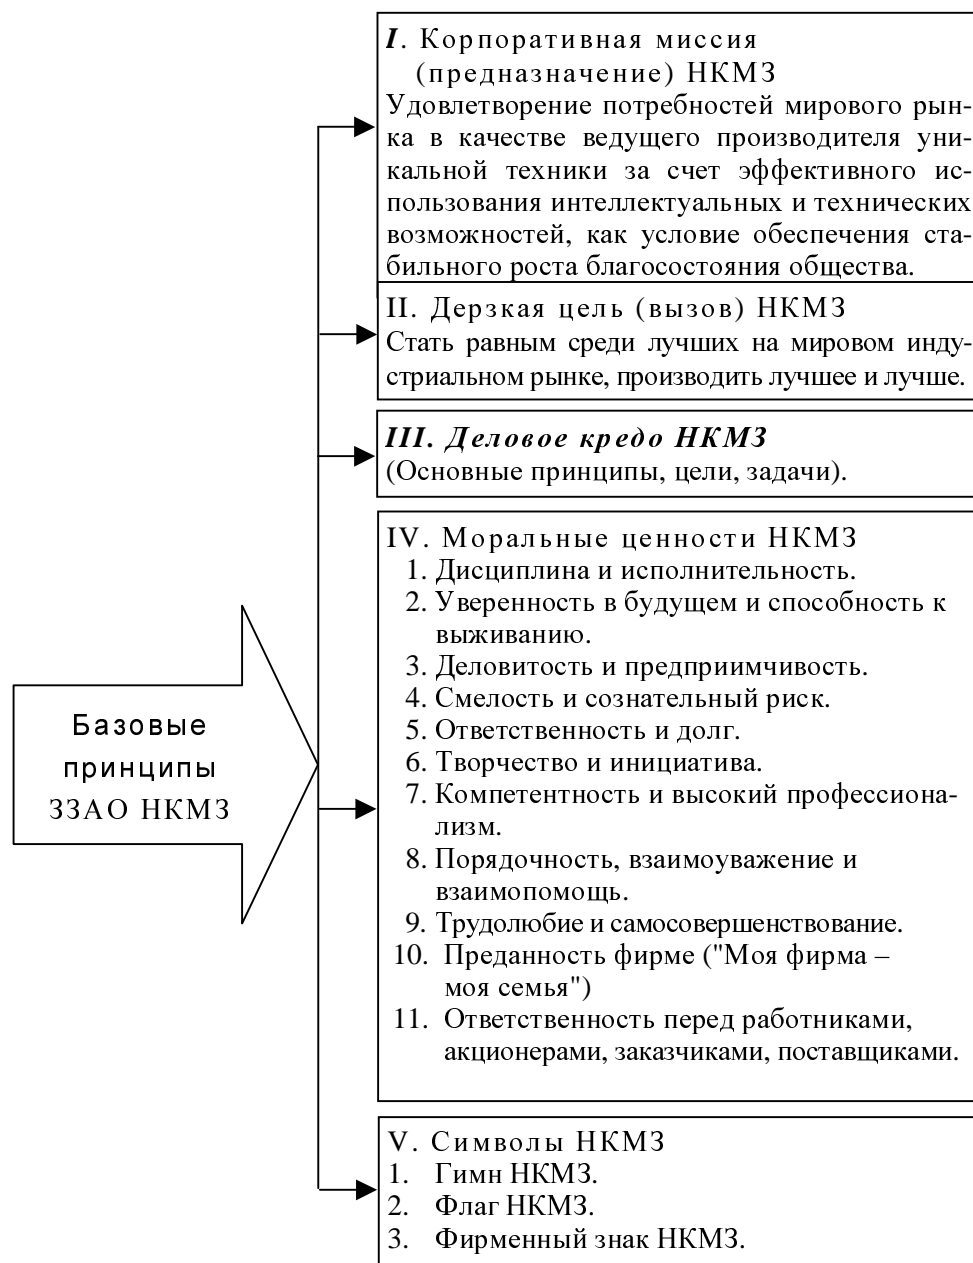 I. Корпоративная миссия
(предназначение) НКМЗ
Удовлетворение потребностей мирового рын-
ка в качестве ведущего производителя уни-
кальной техники за счет эффективного ис-
пользования интеллектуальных и технических
возможностей, как условие обеспечения ста-
бильного роста благосостояния общества.
II. Дерзкая цель (вызов) НКМЗ
Стать равным среди лучших на мировом инду-
стриальном рынке, производить лучшее и лучше.
III. Деловое кредо НКМЗ
(Основные принципы, цели, задачи).
IV. Моральные ценности НКМЗ
1. Дисциплина и исполнительность.
2. Уверенность в будущем и способность к
выживанию.
3. Деловитость и предприимчивость.
4. Смелость и сознательный риск.
5. Ответственность и долг.
6. Творчество и инициатива.
7. Компетентность и высокий профессиона-
лизм.
8. Порядочность, взаимоуважение и
взаимопомощь.
9. Трудолюбие и самосовершенствование.
10. Преданность фирме ("Моя фирма –
моя семья")
11. Ответственность перед работниками,
акционерами, заказчиками, поставщиками.
Базовые
принципы
ЗЗАО НКМЗ
V. Символы НКМЗ
1. Гимн НКМЗ.
2. Флаг НКМЗ.
3. Фирменный знак НКМЗ.